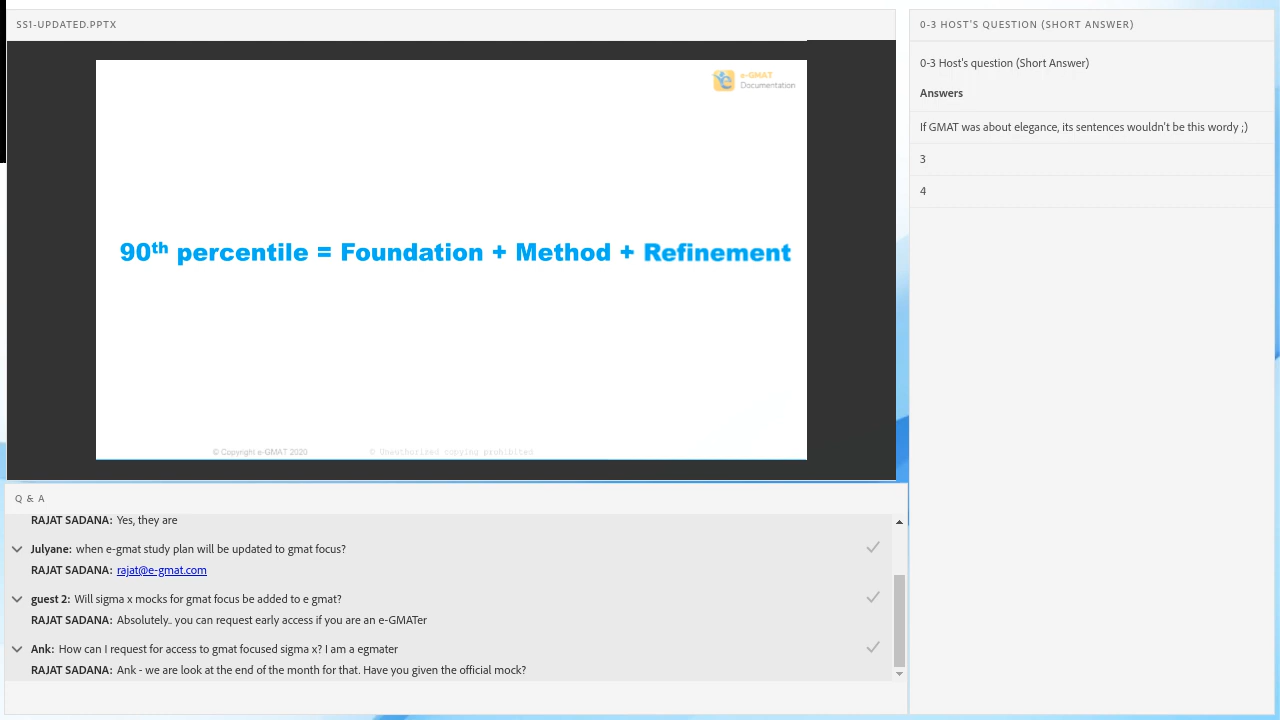 SS1-UPDATED.PPTX
e-GMAT
Documentation
90th percentile = Foundation + Method + Refinement
© Copyright e-GMAT 2020
© Unauthorized copying prohibited
Q & A
RAJAT SADANA: Yes, they are
Julyane: when e-gmat study plan will be updated to gmat focus?
RAJAT SADANA: rajat@e-gmat.com
guest 2: Will sigma x mocks for gmat focus be added to e gmat?
RAJAT SADANA: Absolutely.. you can request early access if you are an e-GMATer
Ank: How can I request for access to gmat focused sigma x? I am a egmater
RAJAT SADANA: Ank - we are look at the end of the month for that. Have you given the official mock?
0-3 HOST'S QUESTION (SHORT ANSWER)
0-3 Host's question (Short Answer)
Answers
If GMAT was about elegance, its sentences wouldn't be this wordy ;)
3
4